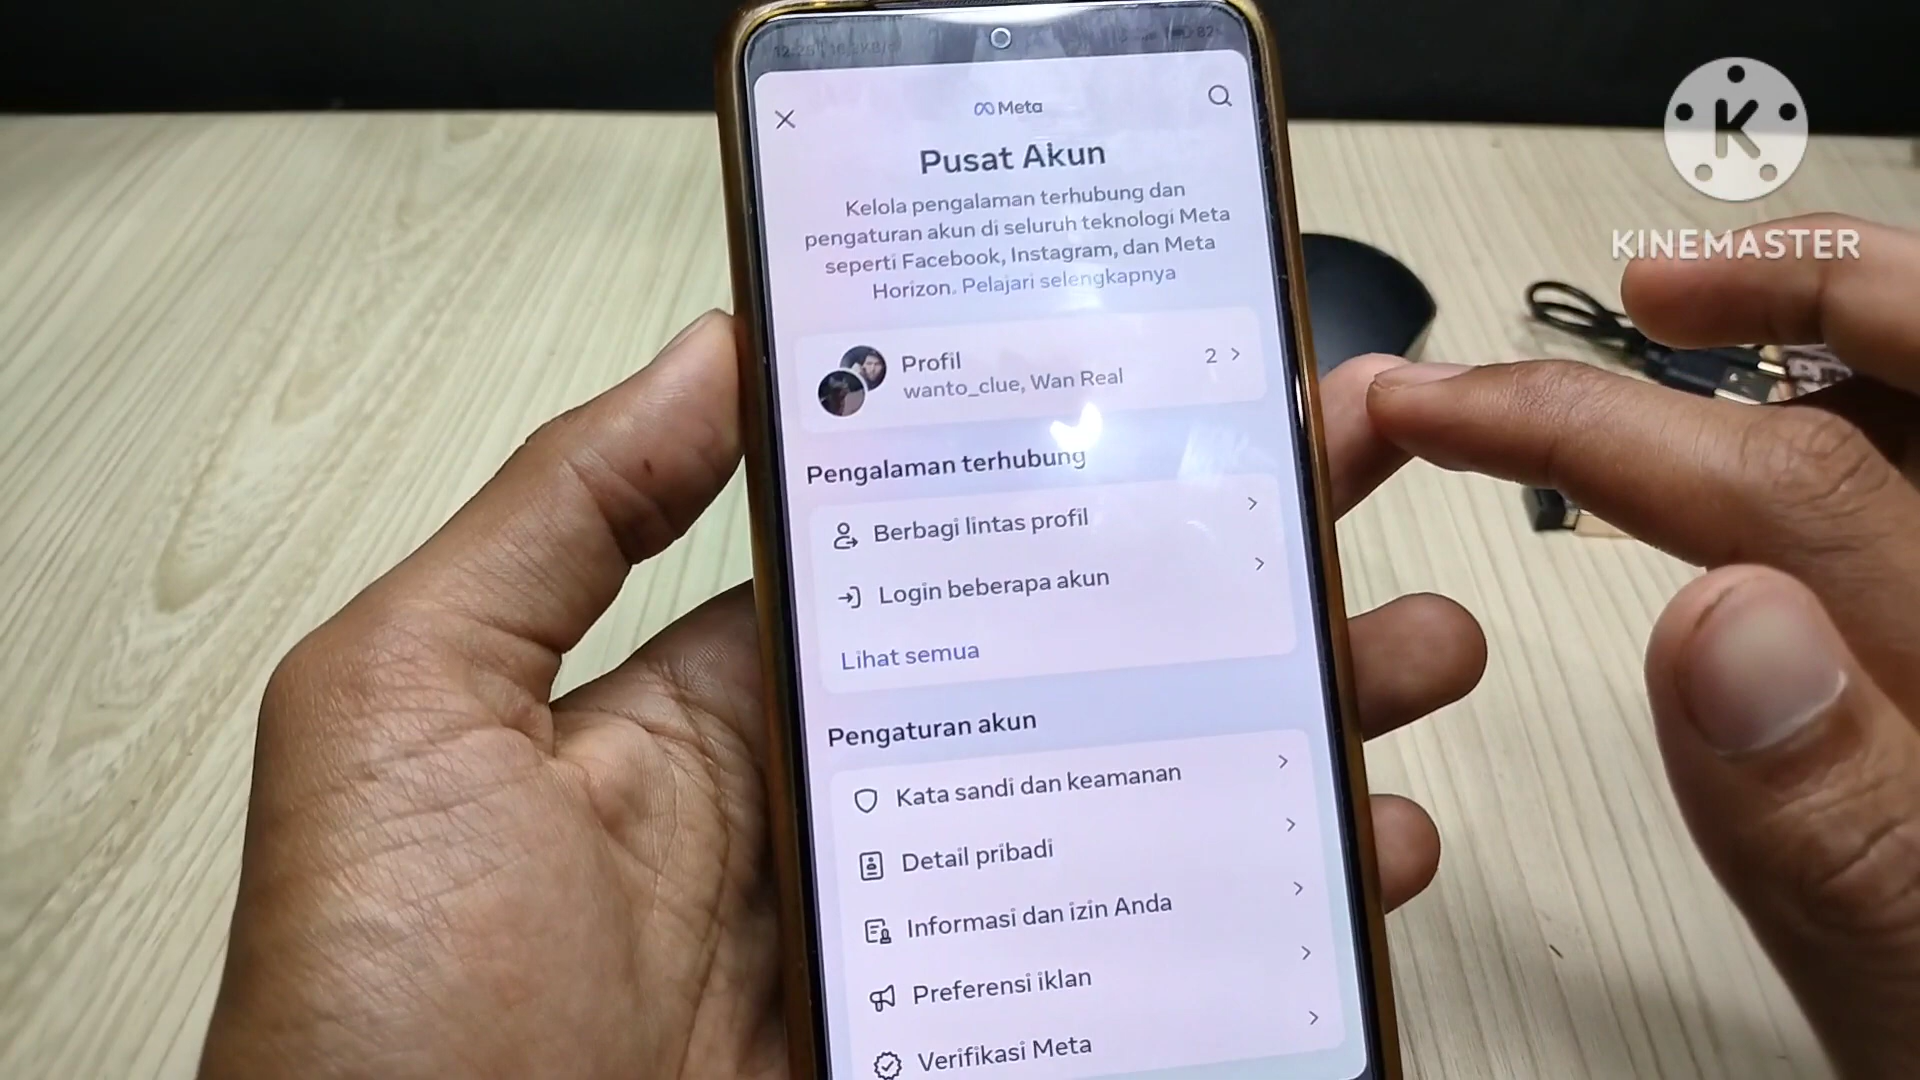 Meta
Pusat Akun
Kelola pengalaman terhubung dan
pengaturan akun di seluruh teknologi Meta
seperti Facebook, Instagram, dan Meta
Horizon. Pelajari selengkapnya
Profil
2
wanto_clue, Wan Real
Pengalaman terhubung
Berbagi lintas profil
Login beberapa akun
Lihat semua
Pengaturan akun
Kata sandi dan keamanan
Detail pribadi
Informasi dan izin Anda
Preferensi iklan
Verifikasi Meta
K
KINEMASTER